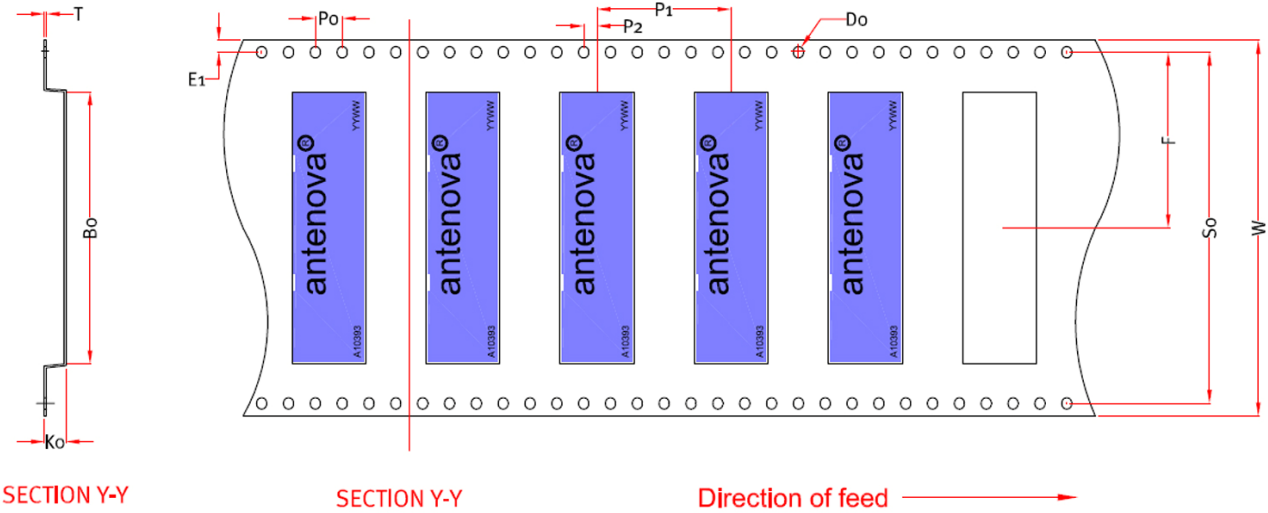 T
Po
P1
P2
Do
E1
YYWW
YYWW
YYWW
YYWW
YYWW
antenova®
antenova®
antenova®
antenova®
antenova®
A10393
A10393
A10393
A10393
A10393
Bo
F
So
W
Ko
SECTION Y-Y
SECTION Y-Y
Direction of feed